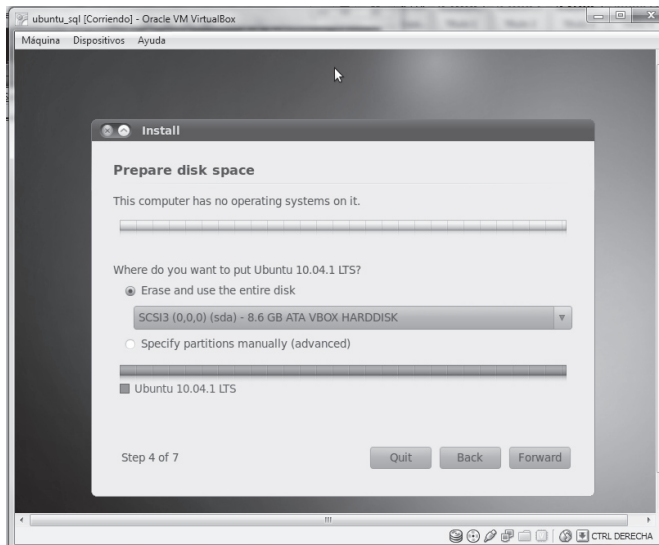 ubuntu_sql [Corriendo] - Oracle VM VirtualBox
Máquina Dispositivos Ayuda
Install
Prepare disk space
This computer has no operating systems on it.
Where do you want to put Ubuntu 10.04.1 LTS?
Erase and use the entire disk
SCSI3 (0,0,0) (sda) - 8.6 GB ATA VBOX HARDDISK
Specify partitions manually (advanced)
Ubuntu 10.04.1 LTS
Step 4 of 7
Quit Back Forward
CTRL DERECHA